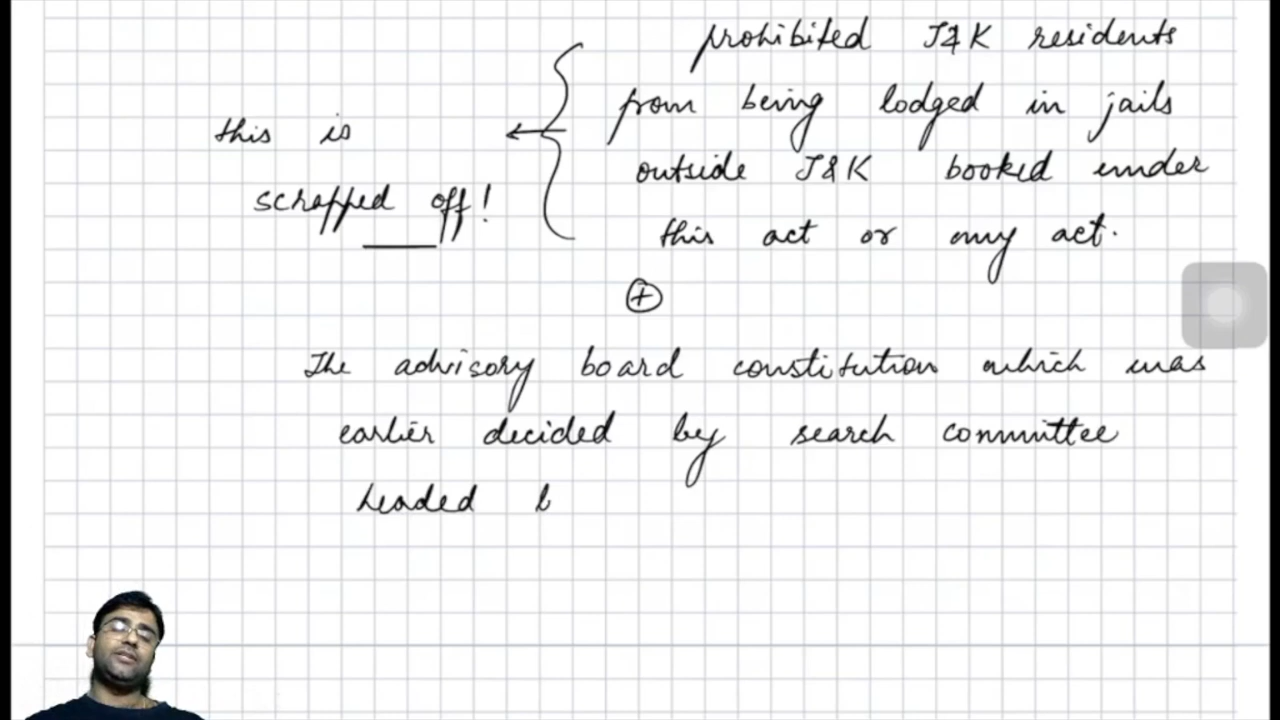 prohibited J&K residents
from being lodged in jails
outside J&K booked under
this act or any act.
this is
scrapped off!
+
The advisory board constitution which was
earlier decided by search committee
headed b